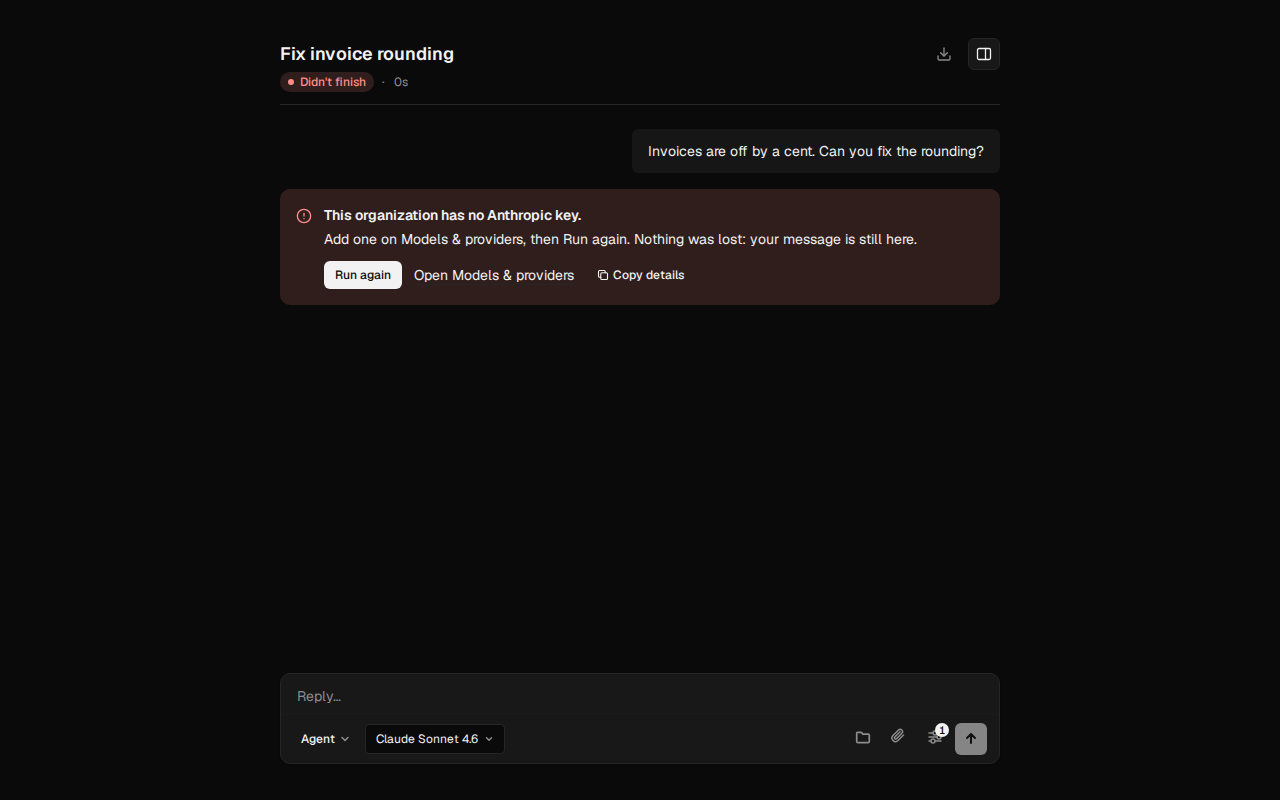 Fix invoice rounding
Didn't finish · 0s
Invoices are off by a cent. Can you fix the rounding?
This organization has no Anthropic key.
Add one on Models & providers, then Run again. Nothing was lost: your message is still here.
Run again Open Models & providers Copy details
Reply...
Agent Claude Sonnet 4.6 1